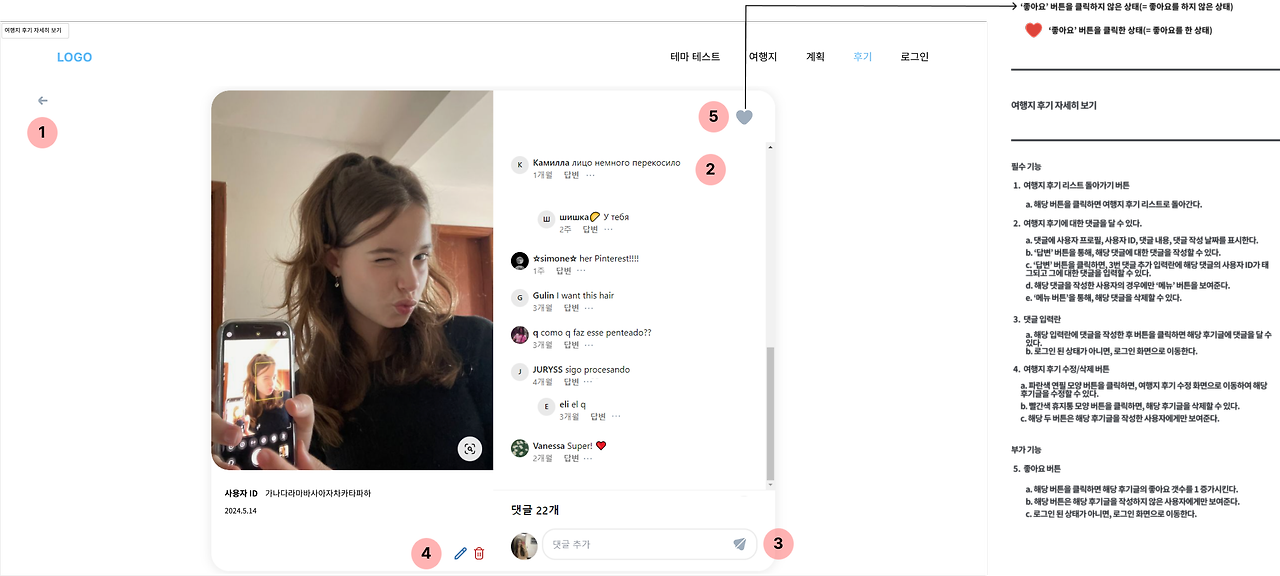 '좋아요' 버튼을 클릭하지 않은 상태(= 좋아요를 하지 않은 상태)
'좋아요' 버튼을 클릭한 상태(= 좋아요를 한 상태)
여행지 후기 자세히 보기
LOGO
테마 테스트
여행지
계획
후기
로그인
1
5
2
K
Камилла лицо немного перекосило
1개월 답변 ···
Ш
шишка У тебя
2주 답변 ···
☆simone☆ her Pinterest!!!!
1주 답변 ···
G
Gulin I want this hair
3개월 답변 ···
q como q faz esse penteado??
3개월 답변 ···
J
JURYSS sigo procesando
4개월 답변 ···
E
eli el q
3개월 답변 ···
Vanessa Super! ❤
2개월 답변 ···
사용자 ID 가나다라마바사아자차카타파하
2024.5.14
댓글 22개
댓글 추가
3
4
여행지 후기 자세히 보기
필수 기능
1. 여행지 후기 리스트 돌아가기 버튼
a. 해당 버튼을 클릭하면 여행지 후기 리스트로 돌아간다.
2. 여행지 후기에 대한 댓글을 달 수 있다.
a. 댓글에 사용자 프로필, 사용자 ID, 댓글 내용, 댓글 작성 날짜를 표시한다.
b. '답변' 버튼을 통해, 해당 댓글에 대한 댓글을 작성할 수 있다.
c. '답변' 버튼을 클릭하면, 3번 댓글 추가 입력란에 해당 댓글의 사용자 ID가 태
그되고 그에 대한 댓글을 입력할 수 있다.
d. 해당 댓글을 작성한 사용자의 경우에만 '메뉴' 버튼을 보여준다.
e. '메뉴 버튼'을 통해, 해당 댓글을 삭제할 수 있다.
3. 댓글 입력란
a. 해당 입력란에 댓글을 작성한 후 버튼을 클릭하면 해당 후기글에 댓글을 달 수
있다.
b. 로그인 된 상태가 아니면, 로그인 화면으로 이동한다.
4. 여행지 후기 수정/삭제 버튼
a. 파란색 연필 모양 버튼을 클릭하면, 여행지 후기 수정 화면으로 이동하여 해당
후기글을 수정할 수 있다.
b. 빨간색 휴지통 모양 버튼을 클릭하면, 해당 후기글을 삭제할 수 있다.
c. 해당 두 버튼은 해당 후기글을 작성한 사용자에게만 보여준다.
부가 기능
5. 좋아요 버튼
a. 해당 버튼을 클릭하면 해당 후기글의 좋아요 갯수를 1 증가시킨다.
b. 해당 버튼은 해당 후기글을 작성하지 않은 사용자에게만 보여준다.
c. 로그인 된 상태가 아니면, 로그인 화면으로 이동한다.